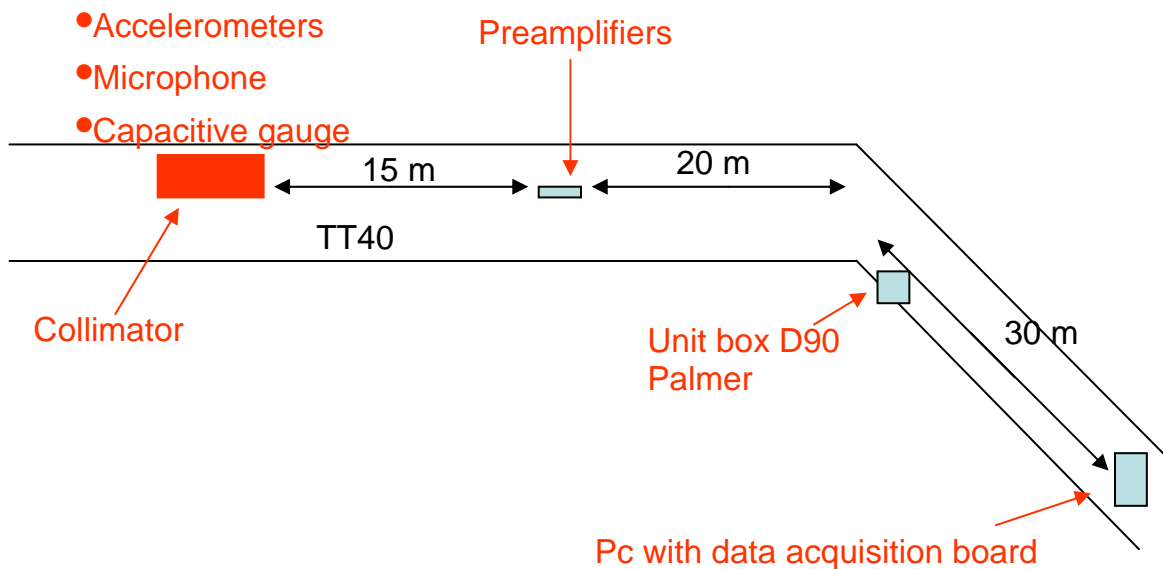 •Accelerometers
•Microphone
•Capacitive gauge
Preamplifiers
15 m
20 m
TT40
Collimator
Unit box D90
Palmer
30 m
Pc with data acquisition board